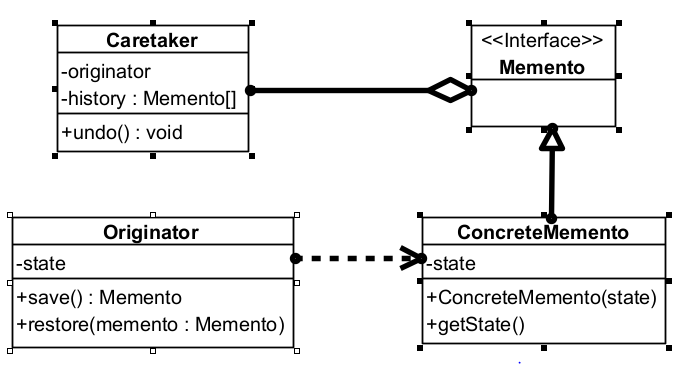 Caretaker
-originator
-history : Memento[]
+undo() : void
<<Interface>>
Memento
Originator
-state
+save() : Memento
+restore(memento : Memento)
ConcreteMemento
-state
+ConcreteMemento(state)
+getState()